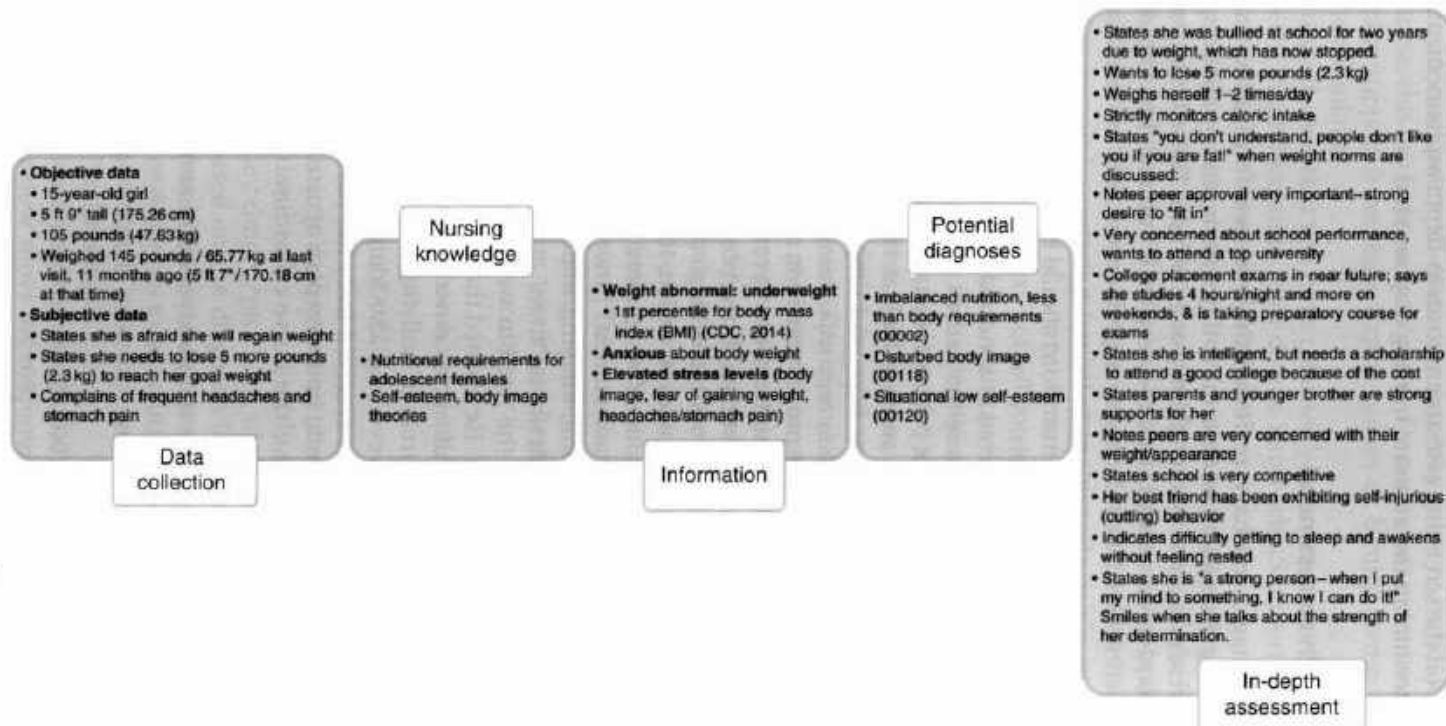 • Objective data
• 15-year-old girl
• 5 ft 9" tall (175.26 cm)
• 105 pounds (47.63 kg)
• Weighed 145 pounds / 65.77 kg at last
visit, 11 months ago (5 ft 7"/170.18 cm
at that time)
• Subjective data
• States she is afraid she will regain weight
• States she needs to lose 5 more pounds
(2.3 kg) to reach her goal weight
• Complains of frequent headaches and
stomach pain
Data
collection
Nursing
knowledge
• Nutritional requirements for
adolescent females
• Self-esteem, body image
theories
• Weight abnormal: underweight
• 1st percentile for body mass
index (BMI) (CDC, 2014)
• Anxious about body weight
• Elevated stress levels (body
image, fear of gaining weight,
headaches/stomach pain)
Information
Potential
diagnoses
• Imbalanced nutrition, less
than body requirements
(00002)
• Disturbed body image
(00118)
• Situational low self-esteem
(00120)
• States she was bullied at school for two years
due to weight, which has now stopped.
• Wants to lose 5 more pounds (2.3 kg)
• Weighs herself 1–2 times/day
• Strictly monitors caloric intake
• States "you don't understand, people don't like
you if you are fat!" when weight norms are
discussed:
• Notes peer approval very important–strong
desire to "fit in"
• Very concerned about school performance,
wants to attend a top university
• College placement exams in near future; says
she studies 4 hours/night and more on
weekends, & is taking preparatory course for
exams
• States she is intelligent, but needs a scholarship
to attend a good college because of the cost
• States parents and younger brother are strong
supports for her
• Notes peers are very concerned with their
weight/appearance
• States school is very competitive
• Her best friend has been exhibiting self-injurious
(cutting) behavior
• Indicates difficulty getting to sleep and awakens
without feeling rested
• States she is "a strong person–when I put
my mind to something, I know I can do it!"
Smiles when she talks about the strength of
her determination.
In-depth
assessment